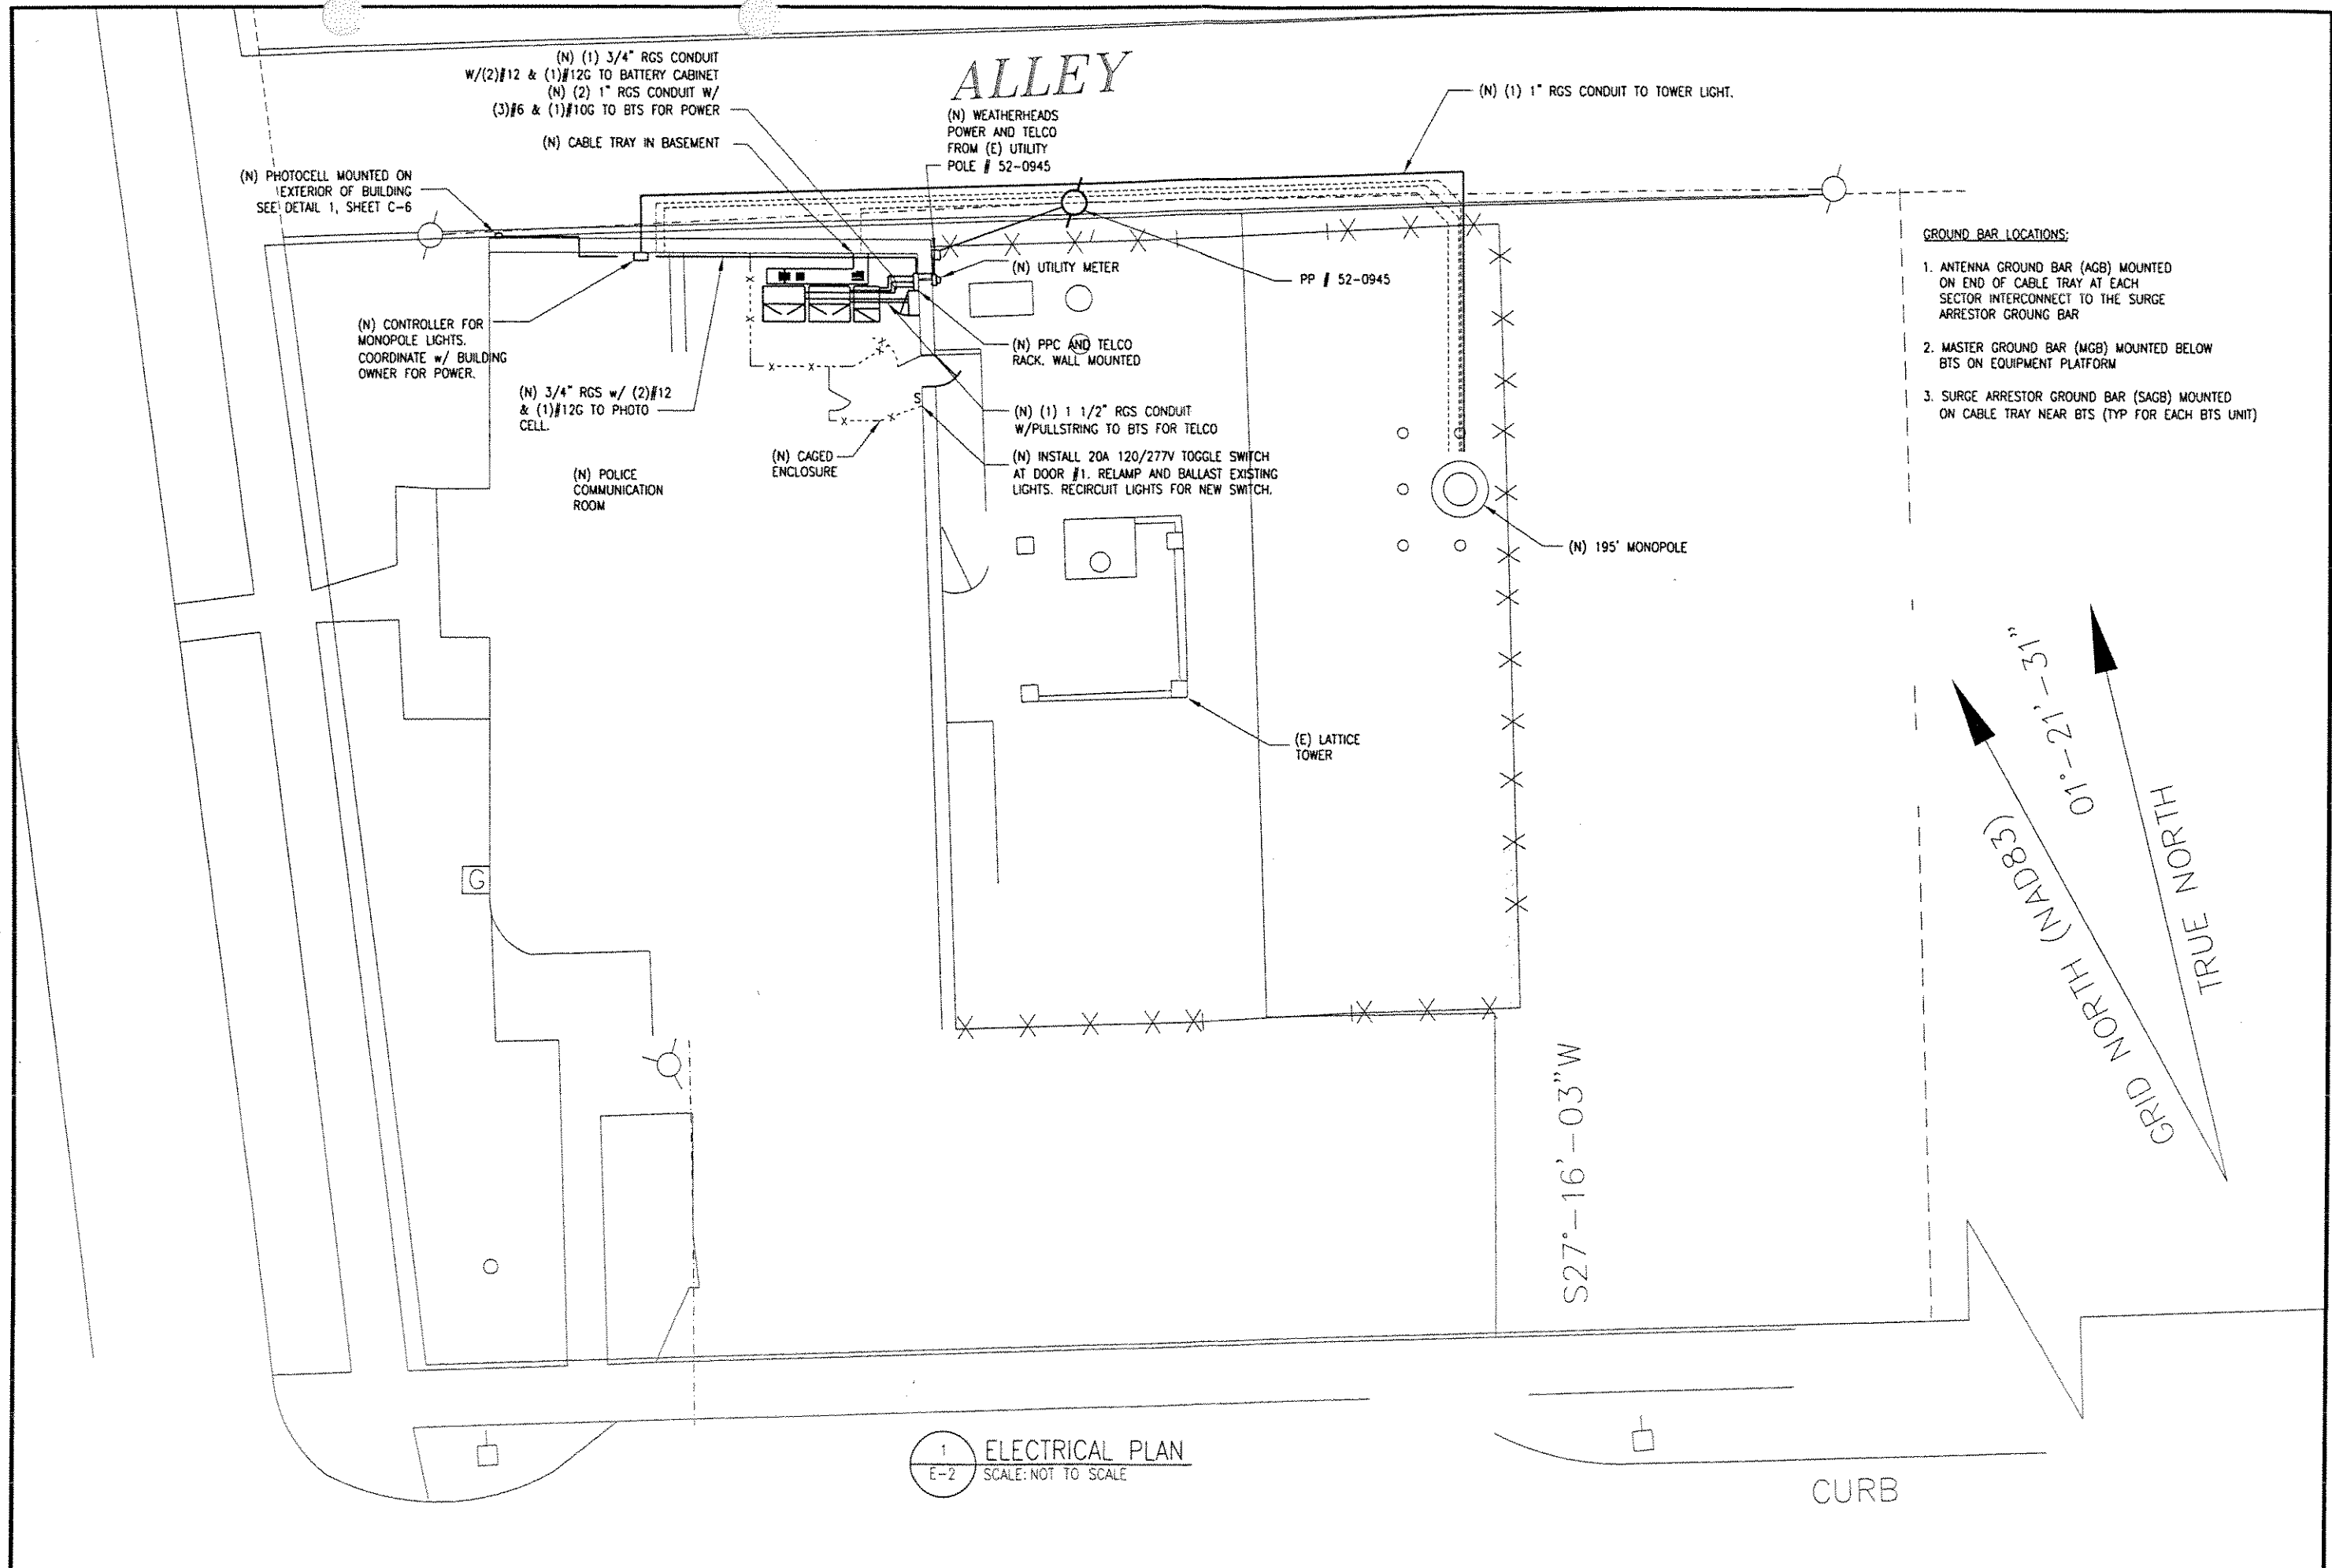 (N) (1) 3/4" RGS CONDUIT
W/(2)#12 & (1)#12G TO BATTERY CABINET
(N) (2) 1" RGS CONDUIT W/
(3)#6 & (1)#10G TO BTS FOR POWER
(N) CABLE TRAY IN BASEMENT
ALLEY
(N) WEATHERHEADS
POWER AND TELCO
FROM (E) UTILITY
POLE # 52-0945
(N) (1) 1" RGS CONDUIT TO TOWER LIGHT.
(N) PHOTOCELL MOUNTED ON
EXTERIOR OF BUILDING
SEE DETAIL 1, SHEET C-6
(N) UTILITY METER
PP # 52-0945
(N) CONTROLLER FOR
MONOPOLE LIGHTS.
COORDINATE w/ BUILDING
OWNER FOR POWER.
(N) PPC AND TELCO
RACK. WALL MOUNTED
(N) 3/4" RGS w/ (2)#12
& (1)#12G TO PHOTO
CELL.
S
(N) (1) 1 1/2" RGS CONDUIT
W/PULLSTRING TO BTS FOR TELCO
(N) CAGED
ENCLOSURE
(N) INSTALL 20A 120/277V TOGGLE SWITCH
AT DOOR #1. RELAMP AND BALLAST EXISTING
LIGHTS. RECIRCUIT LIGHTS FOR NEW SWITCH.
(N) POLICE
COMMUNICATION
ROOM
(N) 195' MONOPOLE
(E) LATTICE
TOWER
GROUND BAR LOCATIONS:
1. ANTENNA GROUND BAR (AGB) MOUNTED
ON END OF CABLE TRAY AT EACH
SECTOR INTERCONNECT TO THE SURGE
ARRESTOR GROUNG BAR
2. MASTER GROUND BAR (MGB) MOUNTED BELOW
BTS ON EQUIPMENT PLATFORM
3. SURGE ARRESTOR GROUND BAR (SAGB) MOUNTED
ON CABLE TRAY NEAR BTS (TYP FOR EACH BTS UNIT)
01°-21'-31"
GRID NORTH (NAD83)
TRUE NORTH
G
S27°-16'-03"W
1
E-2
ELECTRICAL PLAN
SCALE: NOT TO SCALE
CURB